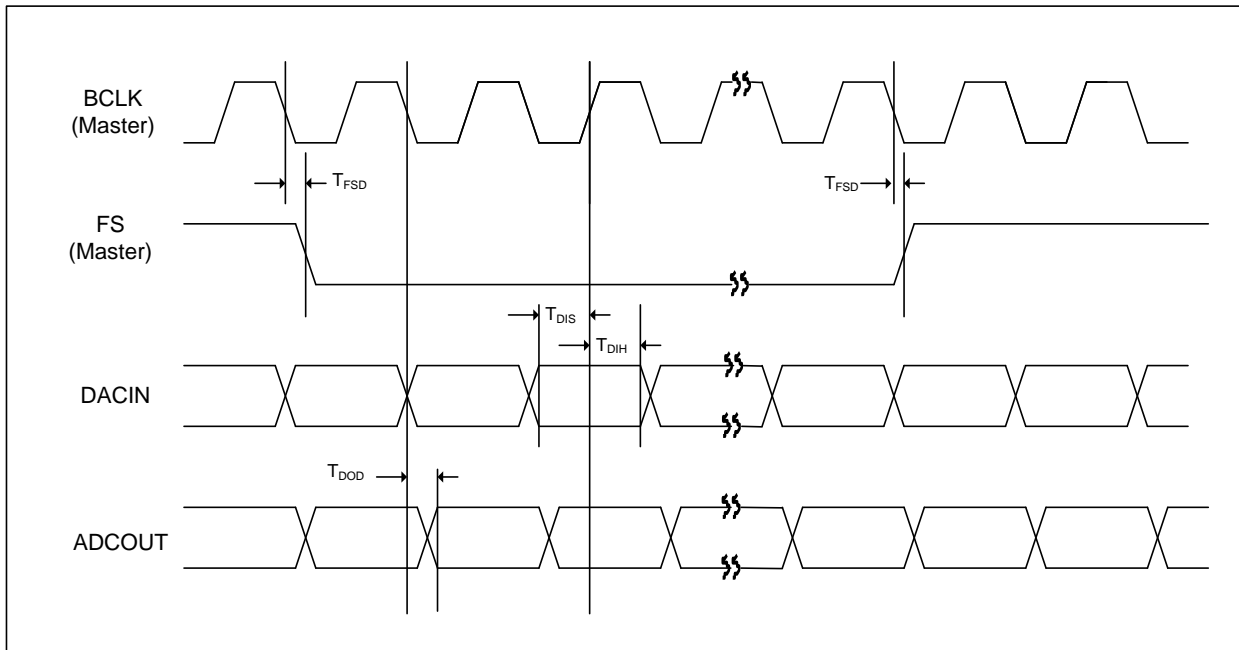 BCLK
(Master)
T_FSD
T_FSD
FS
(Master)
T_DIS
T_DIH
DACIN
T_DOD
ADCOUT